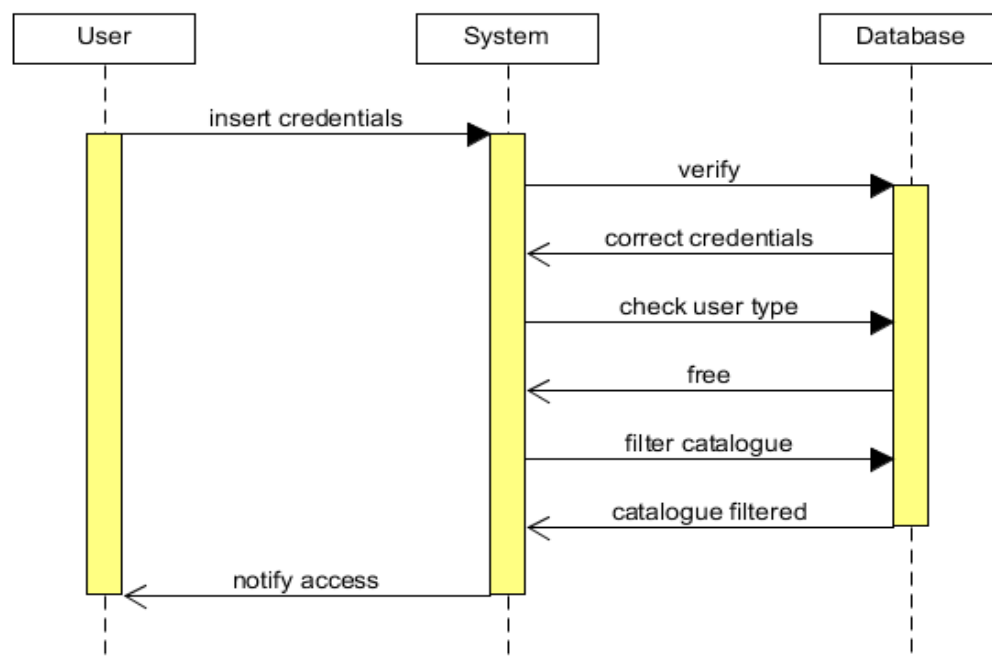 User
System
Database
insert credentials
verify
correct credentials
check user type
free
filter catalogue
catalogue filtered
notify access